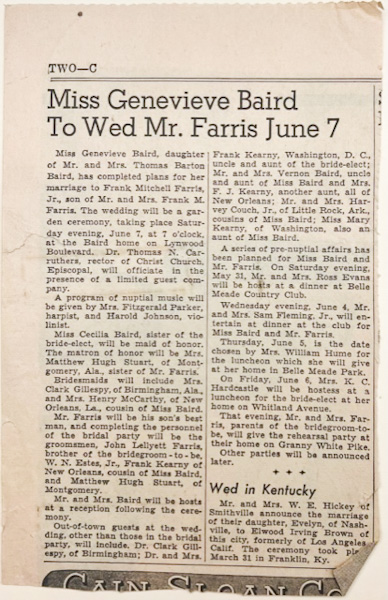 TWO—C
Miss Genevieve Baird
To Wed Mr. Farris June 7
Miss Genevieve Baird, daughter
of Mr. and Mrs. Thomas Barton
Baird, has completed plans for her
marriage to Frank Mitchell Farris,
Jr., son of Mr. and Mrs. Frank M.
Farris. The wedding will be a gar-
den ceremony, taking place Satur-
day evening, June 7, at 7 o'clock,
at the Baird home on Lynwood
Boulevard. Dr. Thomas N. Car-
ruthers, rector of Christ Church,
Episcopal, will officiate in the
presence of a limited guest com-
pany.
A program of nuptial music will
be given by Mrs. Fitzgerald Parker,
harpist, and Harold Johnson, vio-
linist.
Miss Cecilia Baird, sister of the
bride-elect, will be maid of honor.
The matron of honor will be Mrs.
Matthew Hugh Stuart, of Mont-
gomery, Ala., sister of Mr. Farris.
Bridesmaids will include Mrs.
Clark Gillespy, of Birmingham, Ala.,
and Mrs. Henry McCarthy, of New
Orleans, La., cousin of Miss Baird.
Mr. Farris will have his son's best
man, and completing the personnel
of the bridal party will be the
groomsmen, John Lellyett Farris,
brother of the bridegroom-to-be,
W. N. Estes, Jr., Frank Kearny of
New Orleans, cousin of Miss Baird,
and Matthew Hugh Stuart, of
Montgomery.
Mr. and Mrs. Baird will be hosts
at a reception following the cere-
mony.
Out-of-town guests at the wed-
ding, other than those in the bridal
party, will include, Dr. Clark Gill-
espy, of Birmingham; Dr. and Mrs.
Frank Kearny, Washington, D. C.,
uncle and aunt of the bride-elect;
Mr. and Mrs. Vernon Baird, uncle
and aunt of Miss Baird and Mrs.
F. J. Kearny, another aunt, all of
New Orleans; Mr. and Mrs. Har-
vey Couch, Jr., of Little Rock, Ark.,
cousins of Miss Baird; Miss Mary
Kearny, of Washington, also an
aunt of Miss Baird.
A series of pre-nuptial affairs has
been planned for Miss Baird and
Mr. Farris. On Saturday evening,
May 31, Mr. and Mrs. Ross Evans
will be hosts at a dinner at Belle
Meade Country Club.
Wednesday evening, June 4, Mr.
and Mrs. Sam Fleming, Jr., will en-
tertain at dinner at the club for
Miss Baird and Mr. Farris.
Thursday, June 5, is the date
chosen by Mrs. William Hume for
the luncheon which she will give
at her home in Belle Meade Park.
On Friday, June 6, Mrs. K. C.
Hardcastle will be hostess at a
luncheon for the bride-elect at her
home on Whitland Avenue.
That evening, Mr. and Mrs. Far-
ris, parents of the bridegroom-to-
be, will give the rehearsal party at
their home on Granny White Pike.
Other parties will be announced
later.
Wed in Kentucky
Mr. and Mrs. W. E. Hickey of
Smithville announce the marriage
of their daughter, Evelyn, of Nash-
ville, to Elwood Irving Brown of
this city, formerly of Los Angeles,
Calif. The ceremony took
March 31 in Franklin, Ky.
CAIN-SLOAN CO